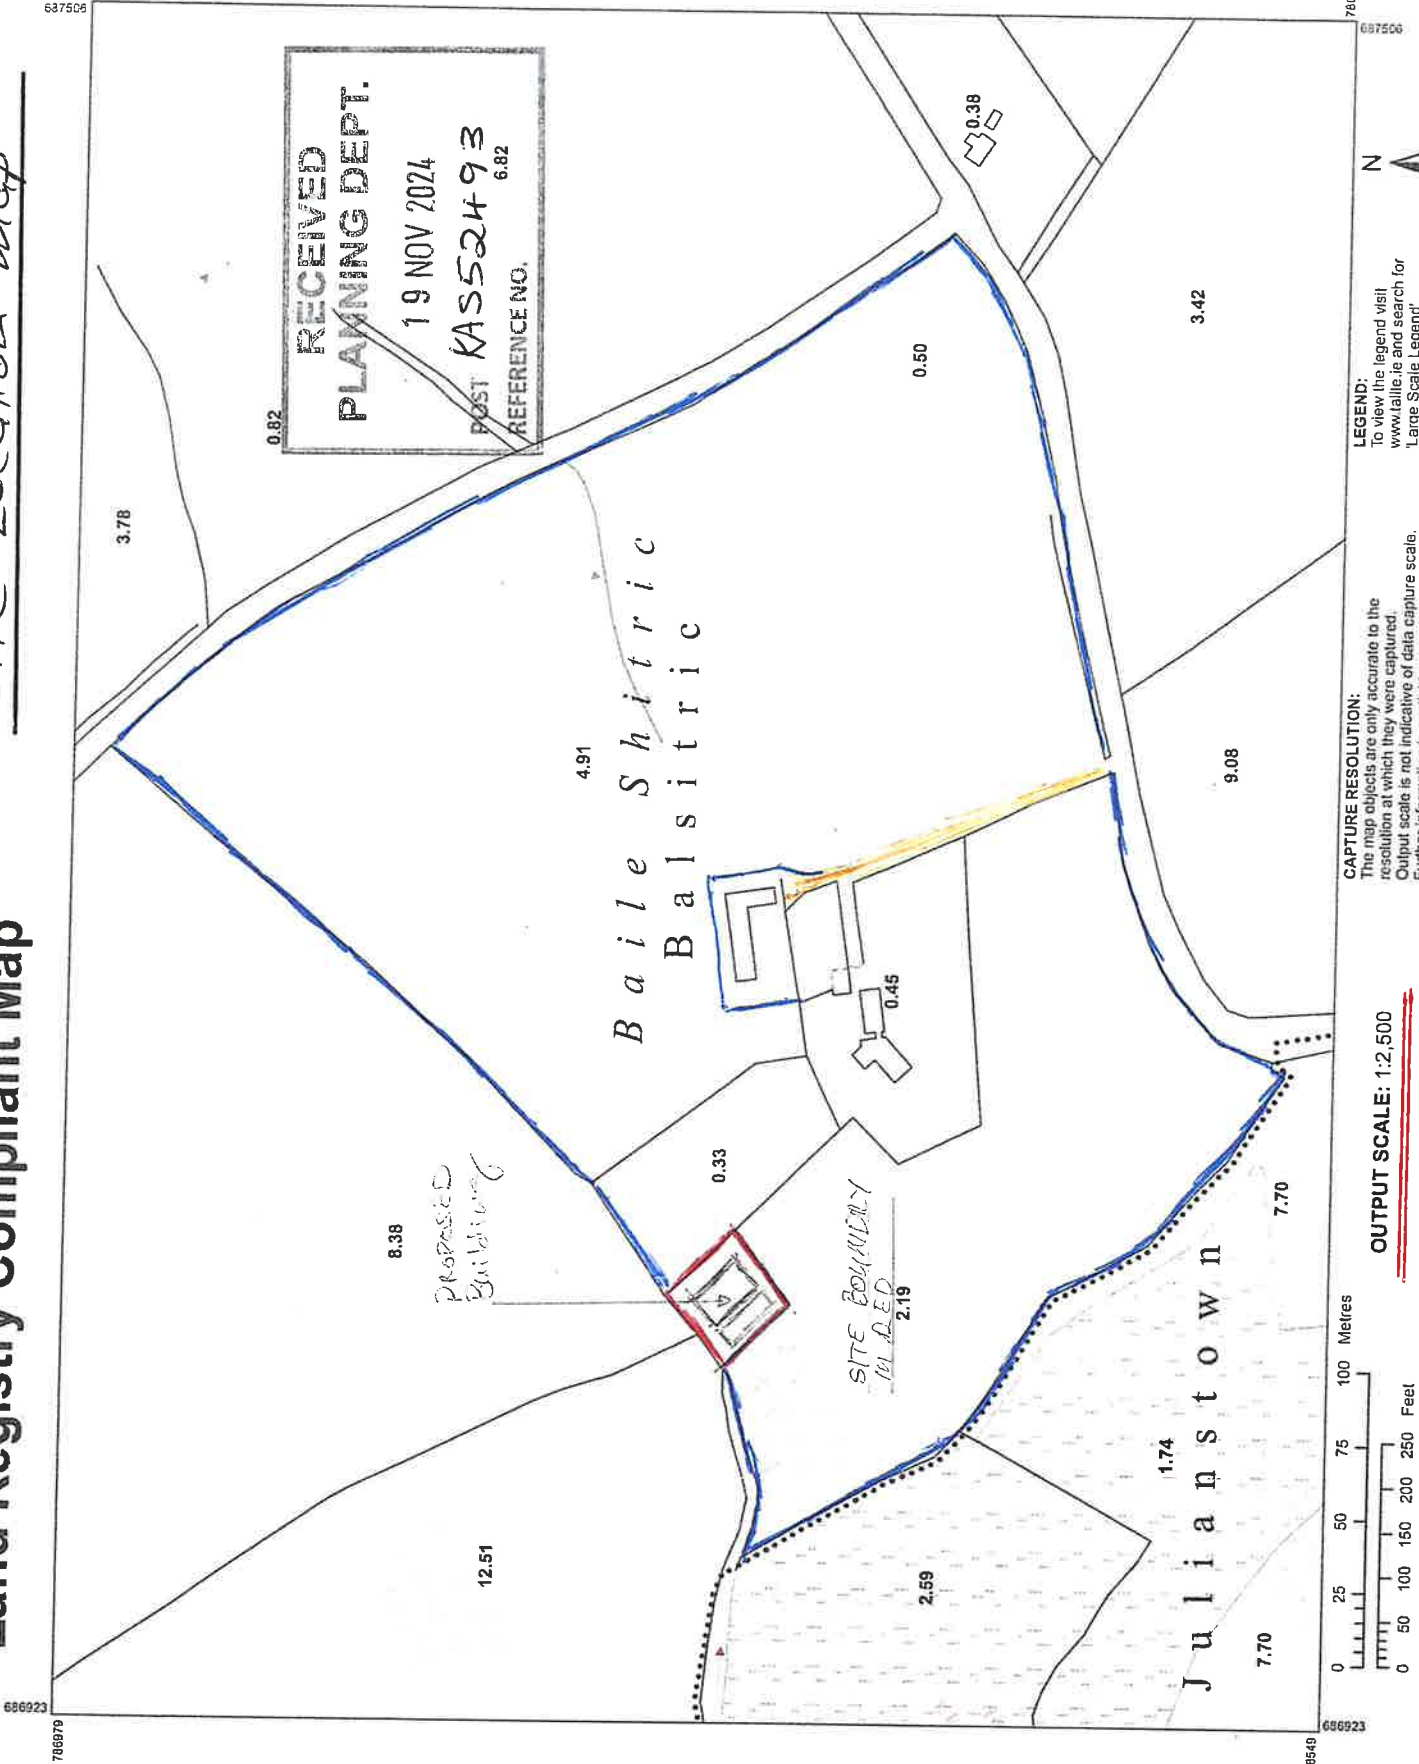 Land Registry Compliant Map
687506
687506
686923
686923
786979
RECEIVED
PLANNING DEPT.
19 NOV 2024
POST KAS52493
REFERENCE NO.
6.82
0.82
3.78
0.38
0.50
3.42
4.91
Baile Shitric
Balsitric
9.08
0.45
0.33
8.38
PROPOSED
Building
SITE BOUNDARY
IN RED
2.19
12.51
7.70
Julianstown
1.74
2.59
7.70
N
LEGEND:
To view the legend visit
www.tailte.ie and search for
'Large Scale Legend'
CAPTURE RESOLUTION:
The map objects are only accurate to the
resolution at which they were captured.
Output scale is not indicative of data capture scale.
OUTPUT SCALE: 1:2,500
0 25 50 75 100 Metres
0 50 100 150 200 250 Feet